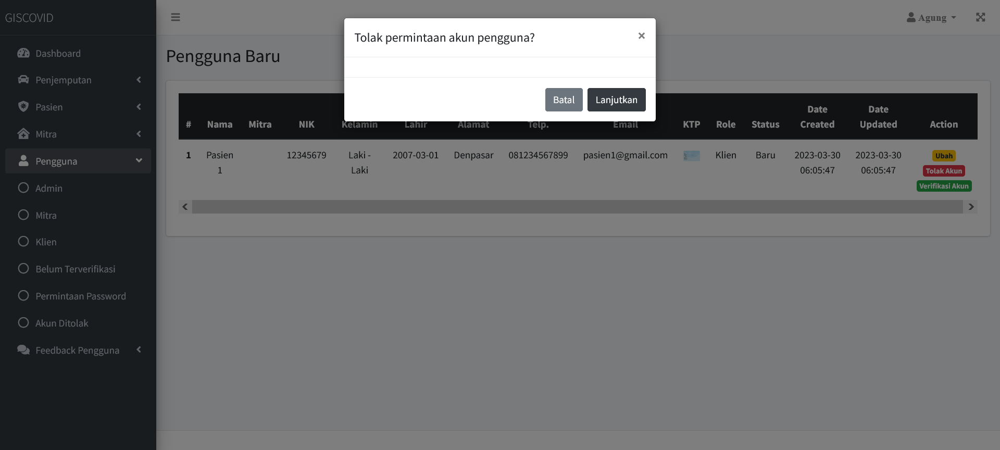 GISCOVID
Agung
Dashboard
Penjemputan
Pasien
Mitra
Pengguna
Admin
Mitra
Klien
Belum Terverifikasi
Permintaan Password
Akun Ditolak
Feedback Pengguna
Tolak permintaan akun pengguna?
×
Batal Lanjutkan
Pengguna Baru
# Nama Mitra NIK Kelamin Lahir Alamat Telp. Email KTP Role Status Date Created Date Updated Action
1 Pasien 12345679 Laki - 2007-03-01 Denpasar 081234567899 pasien1@gmail.com Klien Baru 2023-03-30 2023-03-30 Ubah
1 Laki 06:05:47 06:05:47 Tolak Akun
Verifikasi Akun